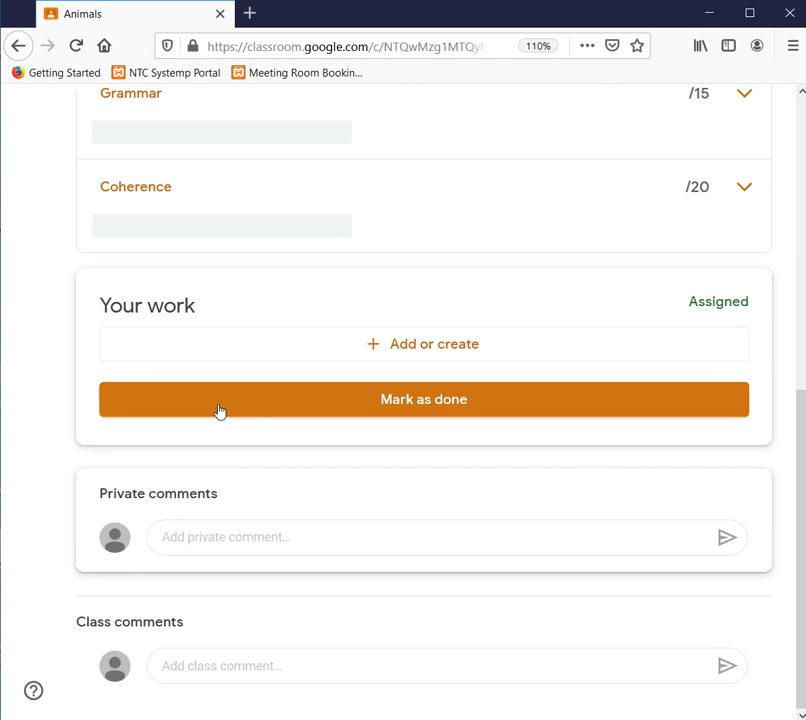 Animals
https://classroom.google.com/c/NTQwMzg1MTQy
110%
Getting Started
NTC Systemp Portal
Meeting Room Bookin...
Grammar
/15
Coherence
/20
Your work
Assigned
+ Add or create
Mark as done
Private comments
Add private comment...
Class comments
Add class comment...